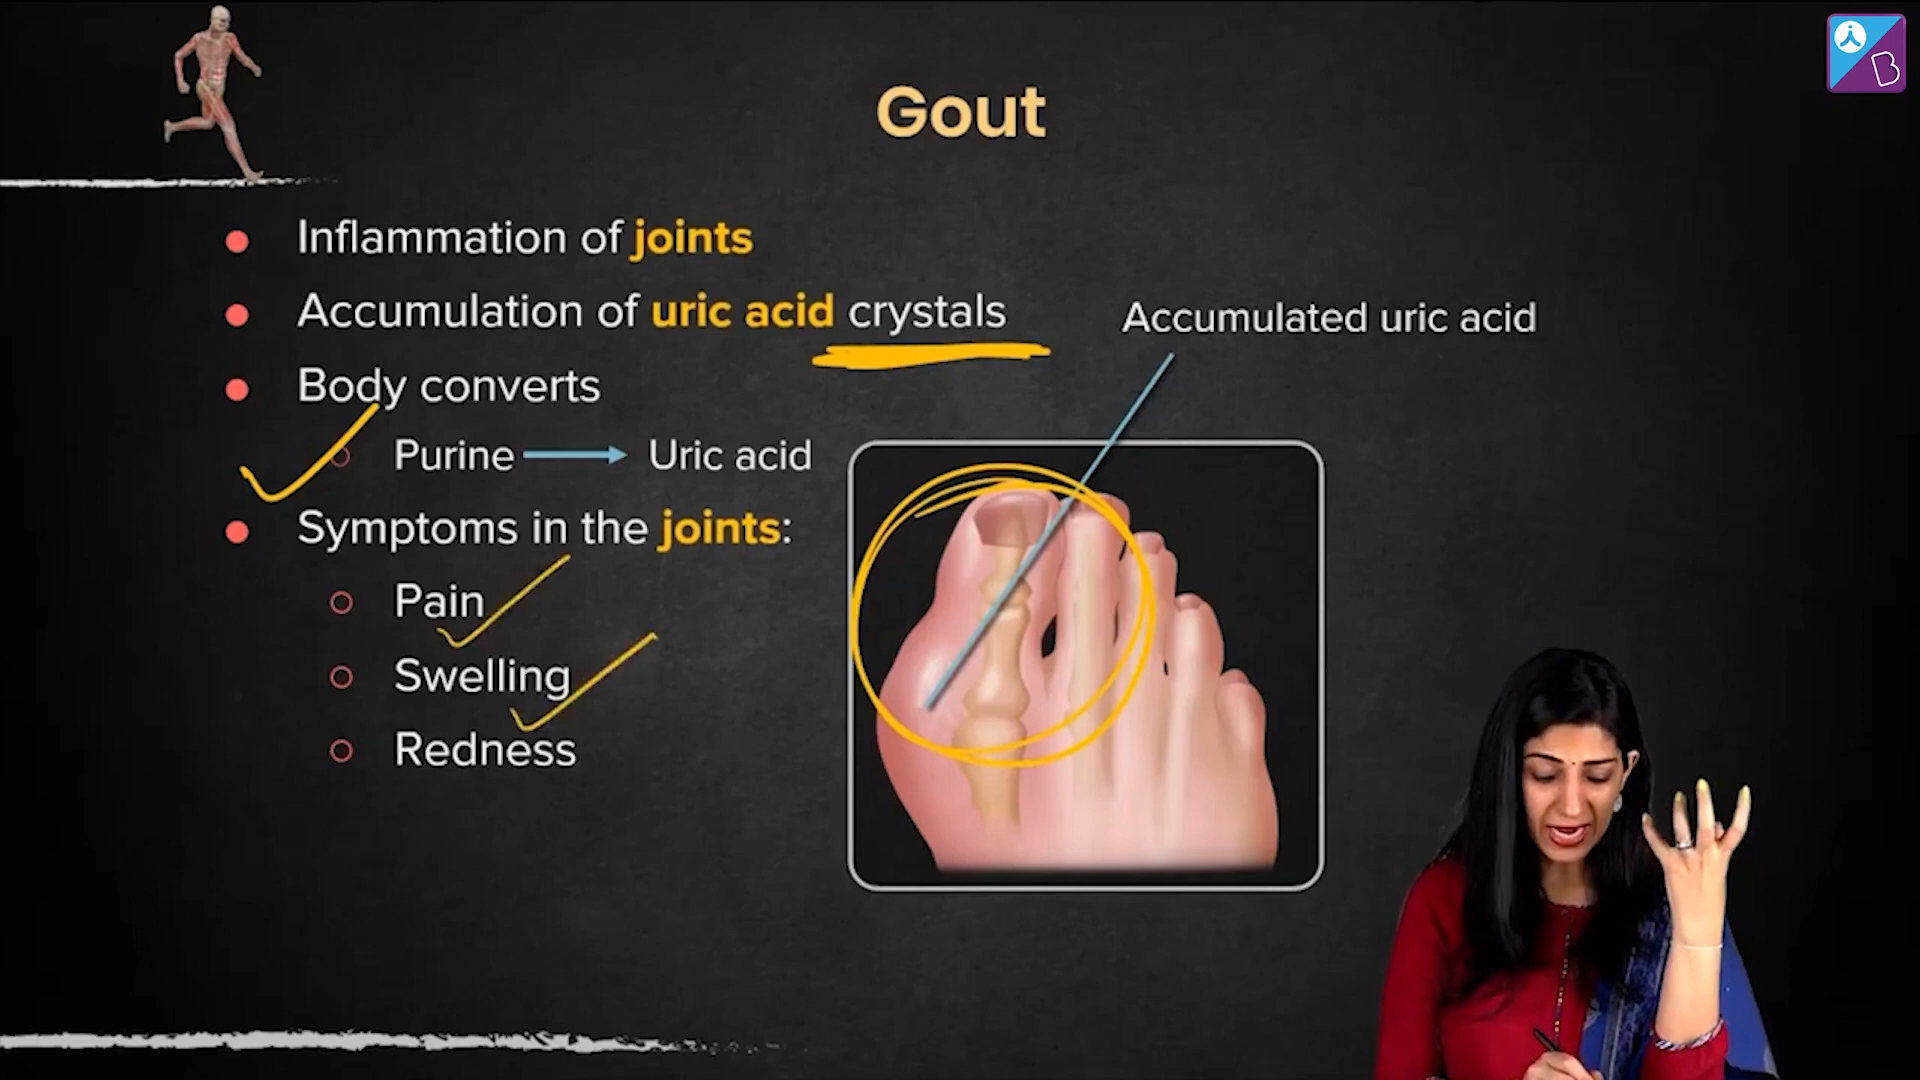 Gout
Inflammation of joints
Accumulation of uric acid crystals
Accumulated uric acid
Body converts
Purine Uric acid
Symptoms in the joints:
Pain
Swelling
Redness
B